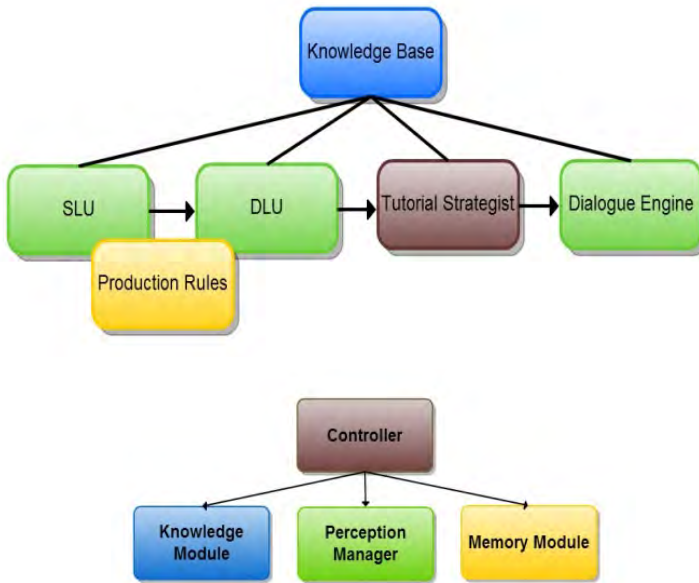 Knowledge Base
SLU
DLU
Tutorial Strategist
Dialogue Engine
Production Rules
Controller
Knowledge
Module
Perception
Manager
Memory Module